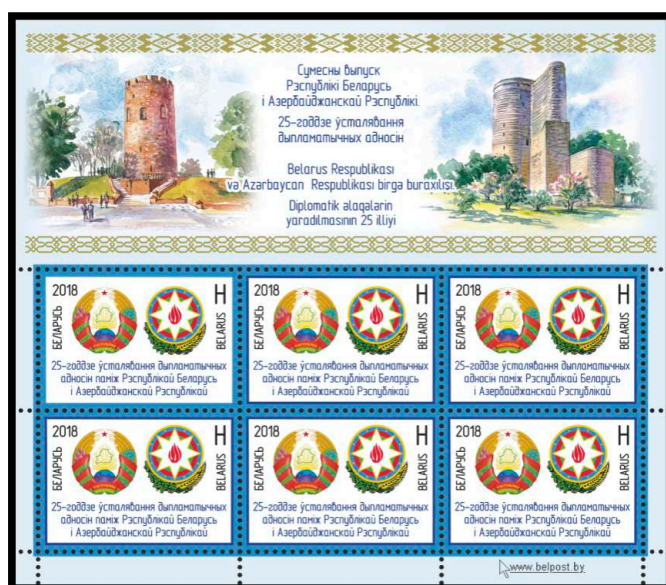 Сумесны выпуск
Рэспублікі Беларусь
і Азербайджанскай Рэспублікі.
25-годдзе ўсталявання
дыпламатычных адносін
Belarus Respublikası
və Azərbaycan Respublikası birgə buraxılışı.
Diplomatik əlaqələrin
yaradılmasının 25 illiyi
2018 H
БЕЛАРУСЬ BELARUS
25-годдзе ўсталявання дыпламатычных
адносін паміж Рэспублікай Беларусь
і Азербайджанскай Рэспублікай
2018 H
БЕЛАРУСЬ BELARUS
25-годдзе ўсталявання дыпламатычных
адносін паміж Рэспублікай Беларусь
і Азербайджанскай Рэспублікай
2018 H
БЕЛАРУСЬ BELARUS
25-годдзе ўсталявання дыпламатычных
адносін паміж Рэспублікай Беларусь
і Азербайджанскай Рэспублікай
2018 H
БЕЛАРУСЬ BELARUS
25-годдзе ўсталявання дыпламатычных
адносін паміж Рэспублікай Беларусь
і Азербайджанскай Рэспублікай
2018 H
БЕЛАРУСЬ BELARUS
25-годдзе ўсталявання дыпламатычных
адносін паміж Рэспублікай Беларусь
і Азербайджанскай Рэспублікай
2018 H
БЕЛАРУСЬ BELARUS
25-годдзе ўсталявання дыпламатычных
адносін паміж Рэспублікай Беларусь
і Азербайджанскай Рэспублікай
www.belpost.by